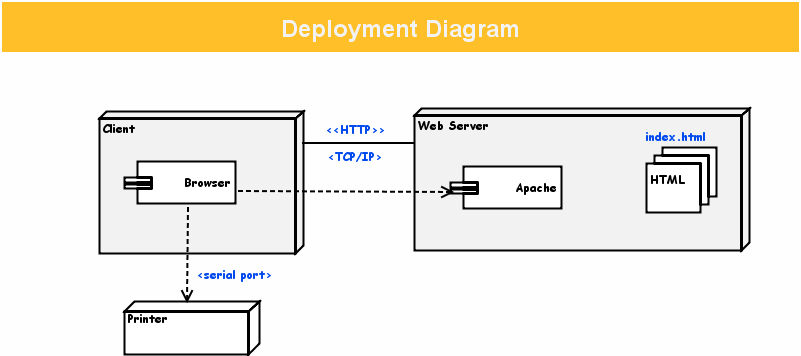 Deployment Diagram
Client
<<HTTP>>
Web Server
<TCP/IP>
index.html
Browser
Apache
HTML
<serial port>
Printer